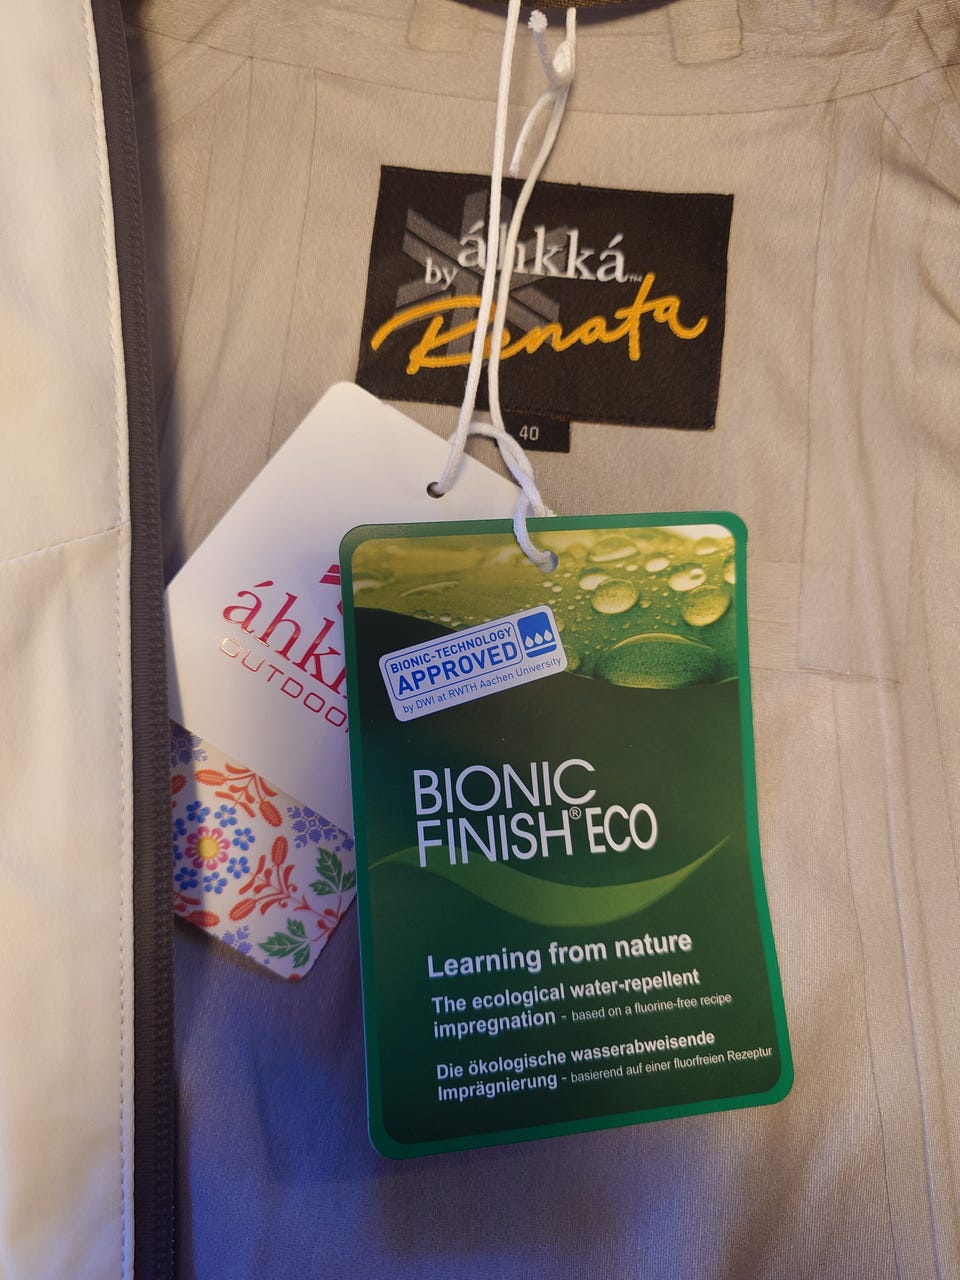 by áhkká™
Renata
40
áhkk
OUTDOO
BIONIC-TECHNOLOGY
APPROVED
by DWI at RWTH Aachen University
BIONIC
FINISH® ECO
Learning from nature
The ecological water-repellent
impregnation - based on a fluorine-free recipe
Die ökologische wasserabweisende
Imprägnierung - basierend auf einer fluorfreien Rezeptur